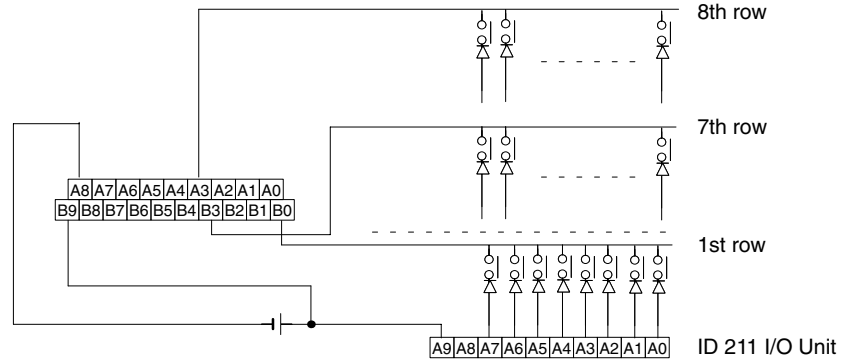 8th row
7th row
A8 A7 A6 A5 A4 A3 A2 A1 A0
B9 B8 B7 B6 B5 B4 B3 B2 B1 B0
1st row
A9 A8 A7 A6 A5 A4 A3 A2 A1 A0
ID 211 I/O Unit